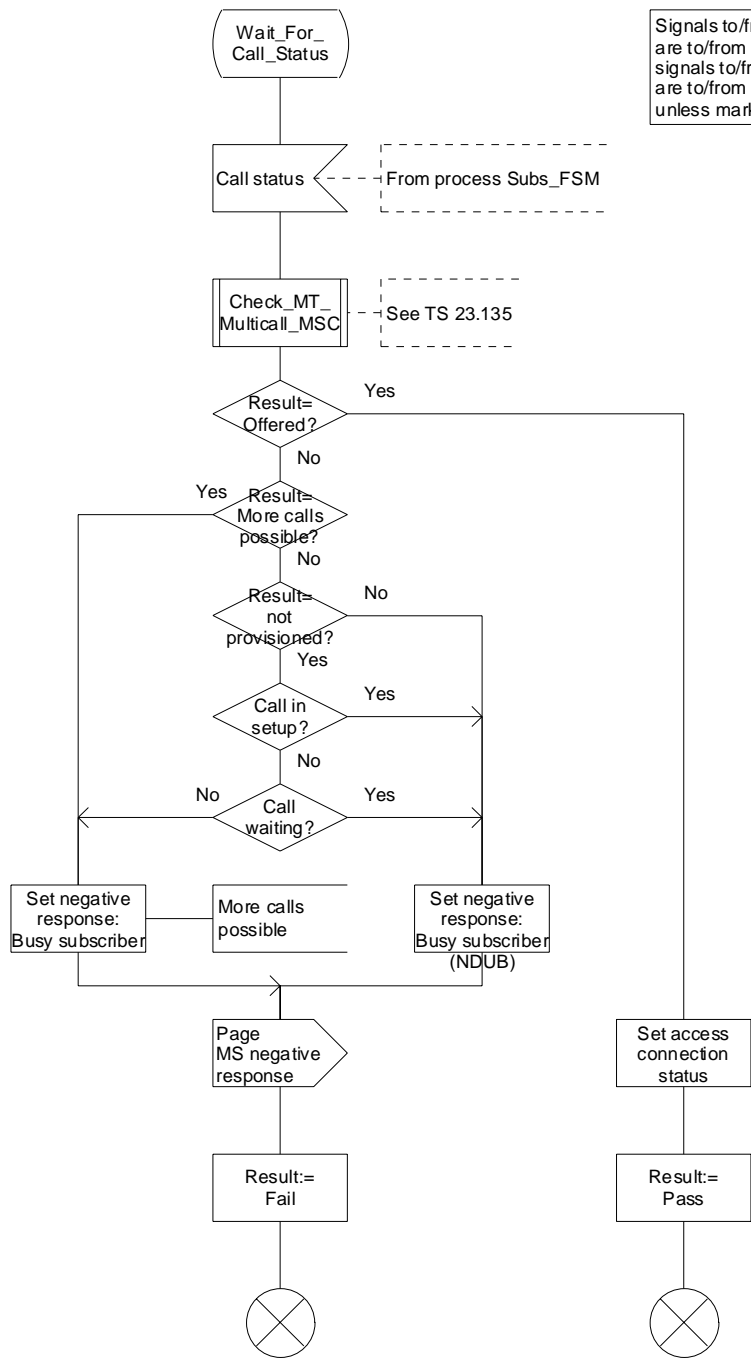 Wait_For_
Call_Status
Signals to/f
are to/from
signals to/fr
are to/from
unless mark
Call status
From process Subs_FSM
Check_MT_
Multicall_MSC
See TS 23.135
Result=
Offered?
Yes
No
Yes
Result=
More calls
possible?
No
Result=
not
provisioned?
No
Yes
Call in
setup?
Yes
No
No
Call
waiting?
Yes
Set negative
response:
Busy subscriber
More calls
possible
Set negative
response:
Busy subscriber
(NDUB)
Page
MS negative
response
Set access
connection
status
Result:=
Fail
Result:=
Pass